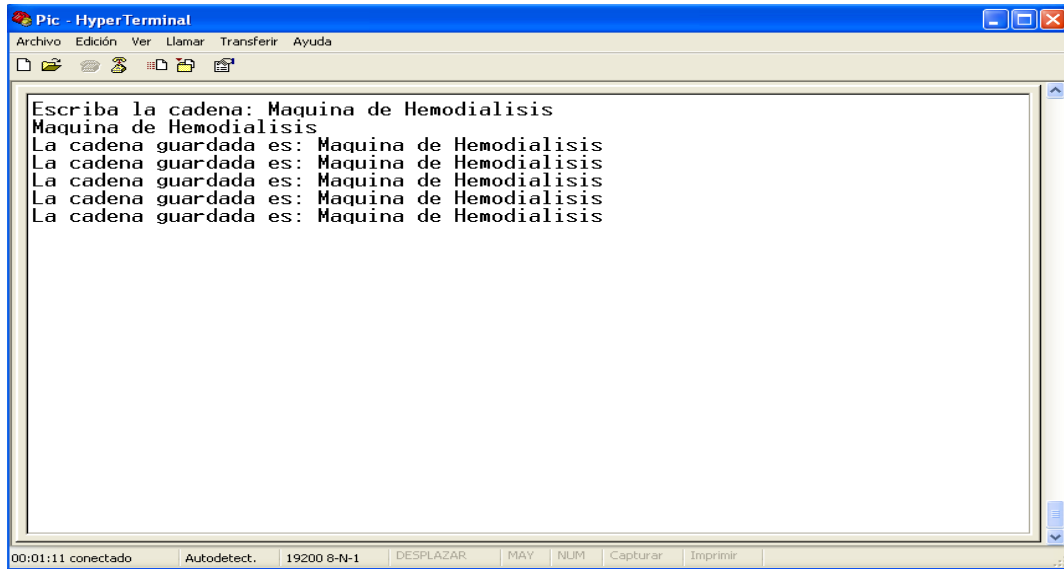 Pic - HyperTerminal
Archivo Edición Ver Llamar Transferir Ayuda
Escriba la cadena: Maquina de Hemodialisis
Maquina de Hemodialisis
La cadena guardada es: Maquina de Hemodialisis
La cadena guardada es: Maquina de Hemodialisis
La cadena guardada es: Maquina de Hemodialisis
La cadena guardada es: Maquina de Hemodialisis
La cadena guardada es: Maquina de Hemodialisis
00:01:11 conectado Autodetect. 19200 8-N-1 DESPLAZAR MAY NUM Capturar Imprimir